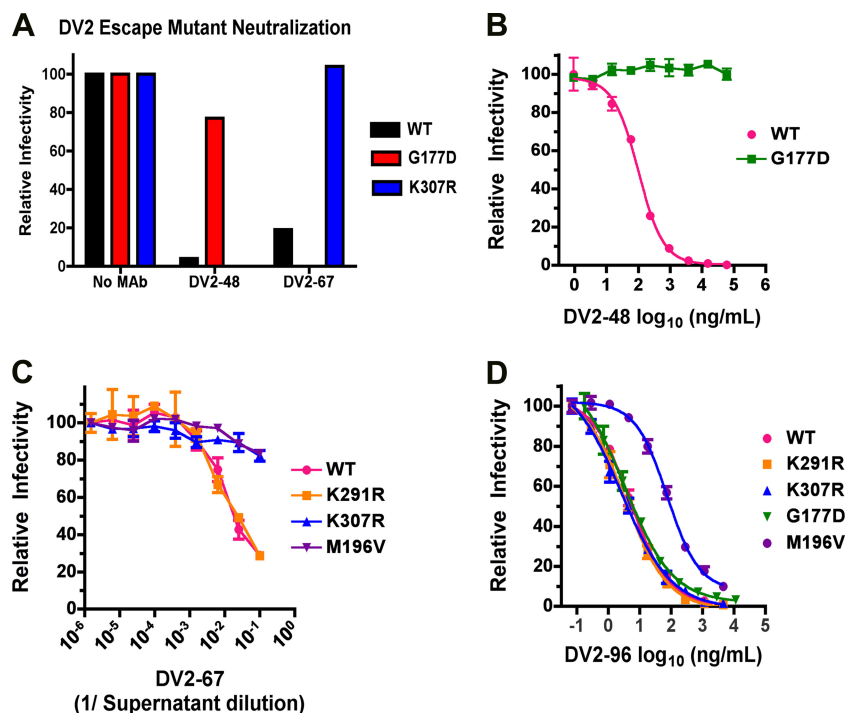 A
DV2 Escape Mutant Neutralization
Relative Infectivity
100
80
60
40
20
0
No MAb
DV2-48
DV2-67
WT
G177D
K307R
B
Relative Infectivity
100
80
60
40
20
0
0
1
2
3
4
5
6
DV2-48 log10 (ng/mL)
WT
G177D
C
Relative Infectivity
100
80
60
40
20
0
10-6
10-5
10-4
10-3
10-2
10-1
100
DV2-67
(1/ Supernatant dilution)
WT
K291R
K307R
M196V
D
Relative Infectivity
100
80
60
40
20
0
-1
0
1
2
3
4
5
DV2-96 log10 (ng/mL)
WT
K291R
K307R
G177D
M196V